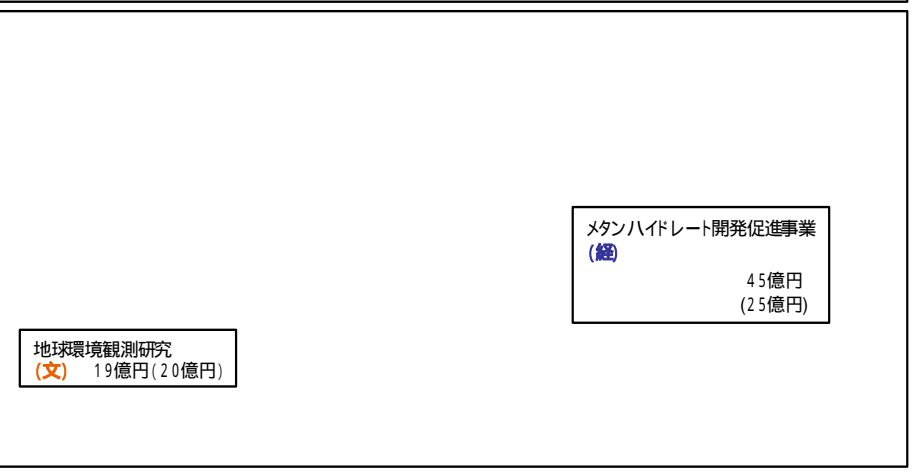 メタンハイドレート開発促進事業
(経)
45億円
(25億円)
地球環境観測研究
(文) 19億円(20億円)